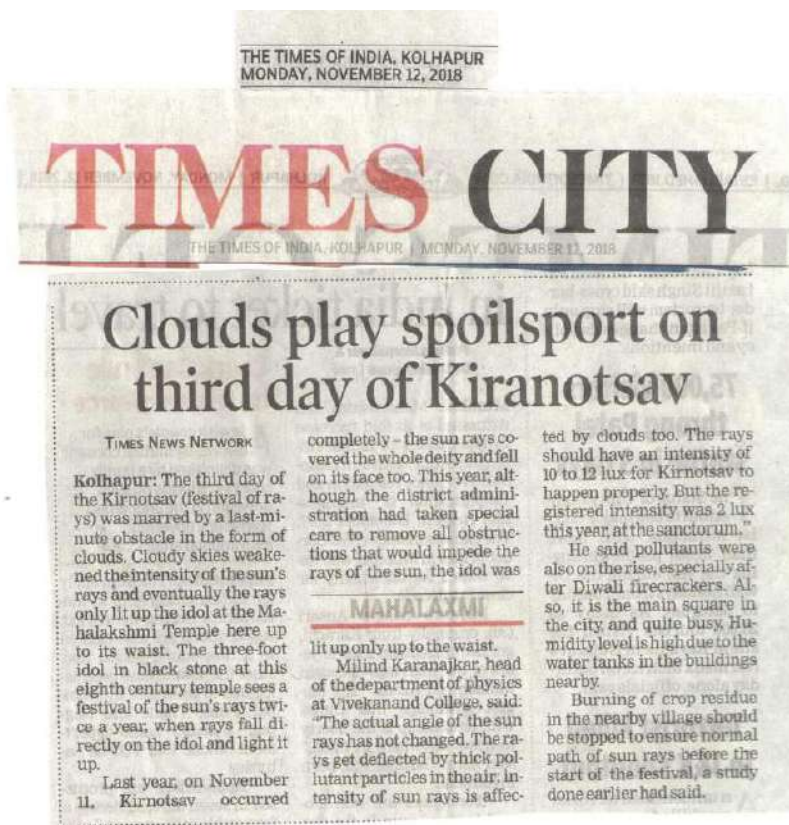 THE TIMES OF INDIA, KOLHAPUR
MONDAY, NOVEMBER 12, 2018
TIMES CITY
THE TIMES OF INDIA, KOLHAPUR | MONDAY, NOVEMBER 12, 2018
Clouds play spoilsport on
third day of Kiranotsav
TIMES NEWS NETWORK
Kolhapur: The third day of
the Kirnotsav (festival of ra-
ys) was marred by a last-mi-
nute obstacle in the form of
clouds. Cloudy skies weake-
ned the intensity of the sun's
rays and eventually the rays
only lit up the idol at the Ma-
halakshmi Temple here up
to its waist. The three-foot
idol in black stone at this
eighth century temple sees a
festival of the sun's rays twi-
ce a year, when rays fall di-
rectly on the idol and light it
up.
Last year, on November
11, Kirnotsav occurred
completely – the sun rays co-
vered the whole deity and fell
on its face too. This year, alt-
hough the district admini-
stration had taken special
care to remove all obstruc-
tions that would impede the
rays of the sun, the idol was
MAHALAXMI
lit up only up to the waist.
Milind Karanajkar, head
of the department of physics
at Vivekanand College, said:
"The actual angle of the sun
rays has not changed. The ra-
ys get deflected by thick pol-
lutant particles in the air; in-
tensity of sun rays is affec-
ted by clouds too. The rays
should have an intensity of
10 to 12 lux for Kirnotsav to
happen properly. But the re-
gistered intensity was 2 lux
this year, at the sanctorum."
He said pollutants were
also on the rise, especially af-
ter Diwali firecrackers. Al-
so, it is the main square in
the city, and quite busy. Hu-
midity level is high due to the
water tanks in the buildings
nearby.
Burning of crop residue
in the nearby village should
be stopped to ensure normal
path of sun rays before the
start of the festival, a study
done earlier had said.